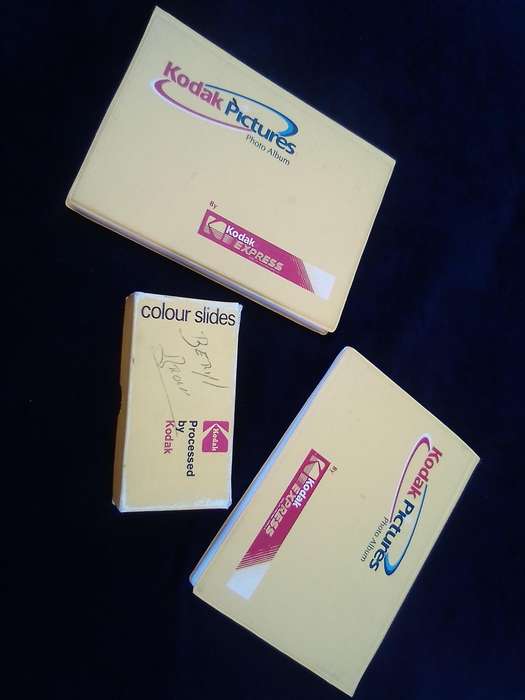 Kodak Pictures
Photo Album
By
Kodak
EXPRESS
colour slides
Beryl
Kodak
Processed
by
Kodak
Kodak Pictures
Photo Album
By
Kodak
EXPRESS